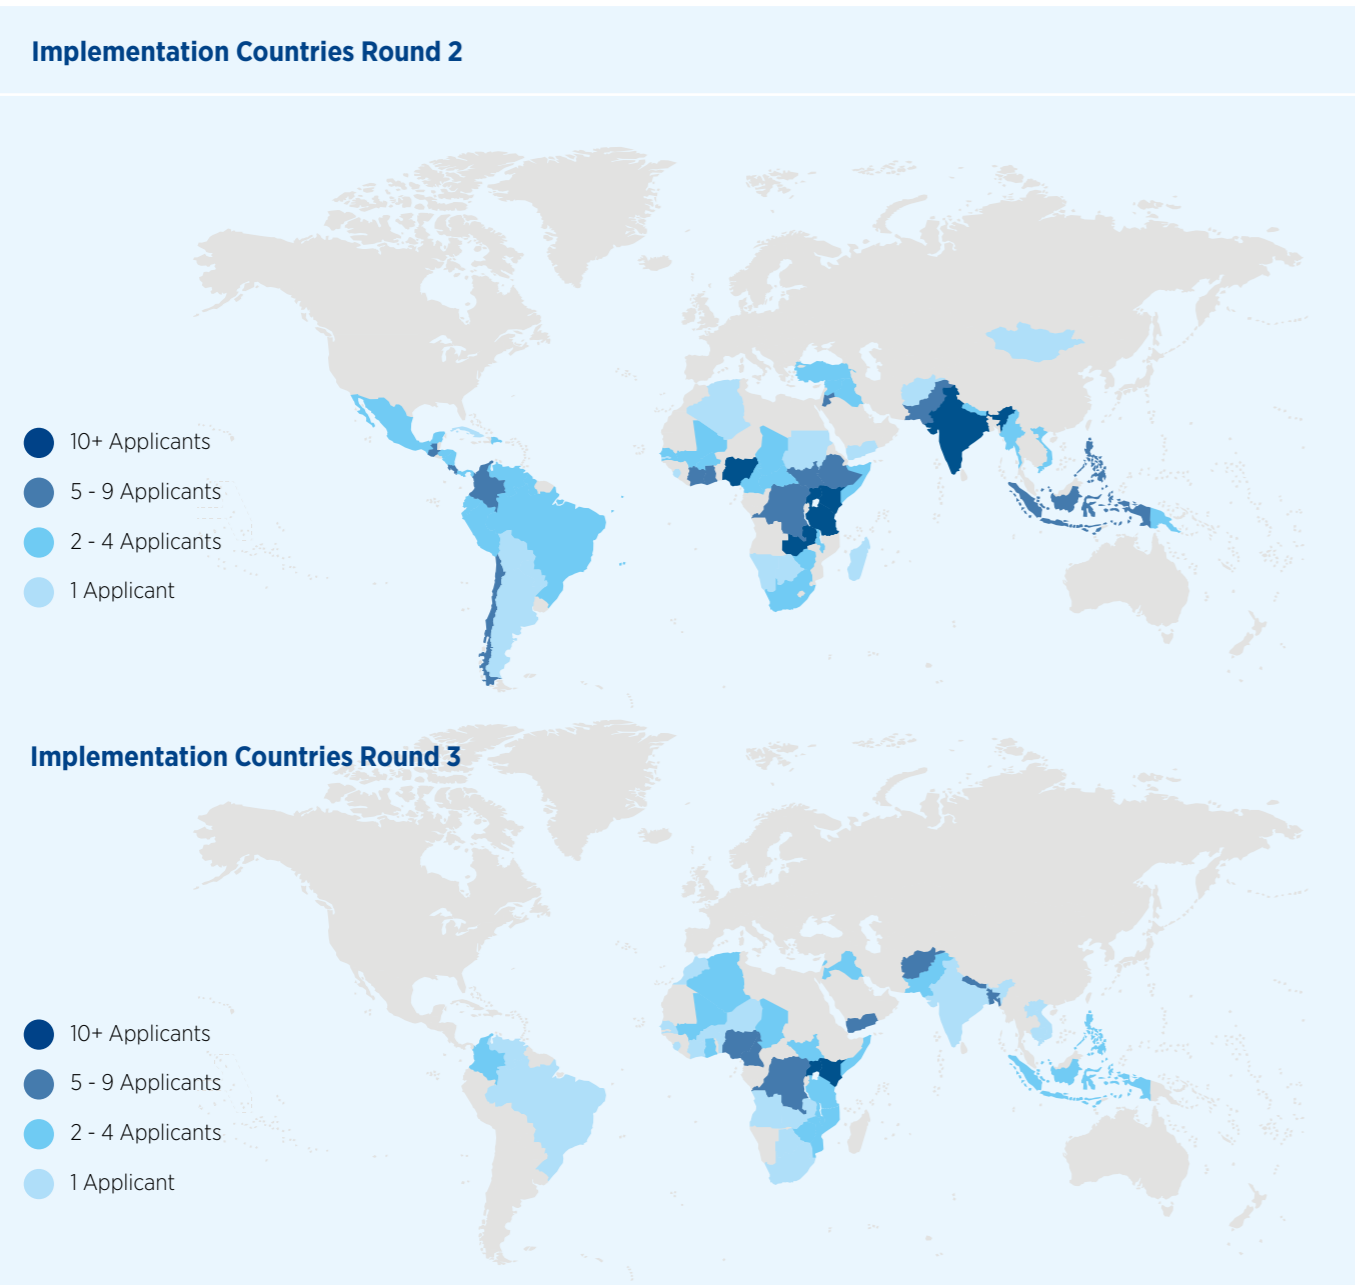 Implementation Countries Round 2
10+ Applicants
5 - 9 Applicants
2 - 4 Applicants
1 Applicant
Implementation Countries Round 3
10+ Applicants
5 - 9 Applicants
2 - 4 Applicants
1 Applicant